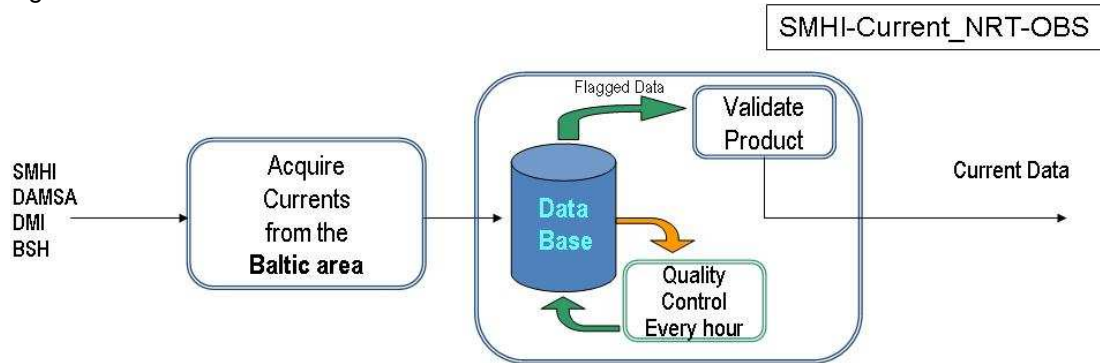 SMHI-Current_NRT-OBS
SMHI
DAMSA
DMI
BSH
Acquire
Currents
from the
Baltic area
Flagged Data
Data
Base
Quality
Control
Every hour
Validate
Product
Current Data